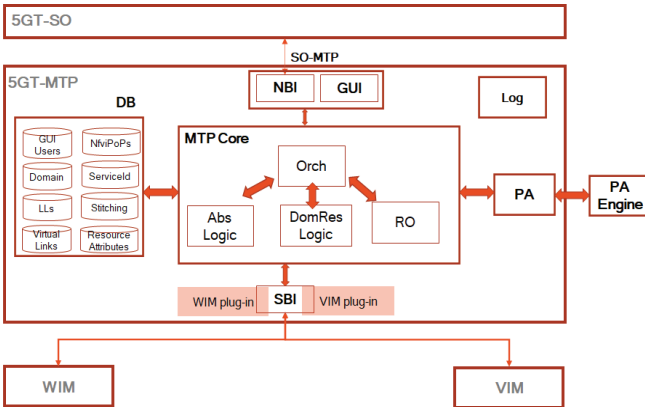 5GT-SO
SO-MTP
5GT-MTP
NBI
GUI
Log
DB
GUI
Users
NfviPoPs
Domain
ServiceId
LLs
Stitching
Virtual
Links
Resource
Attributes
MTP Core
Orch
Abs
Logic
DomRes
Logic
RO
PA
PA
Engine
WIM plug-in
SBI
VIM plug-in
WIM
VIM